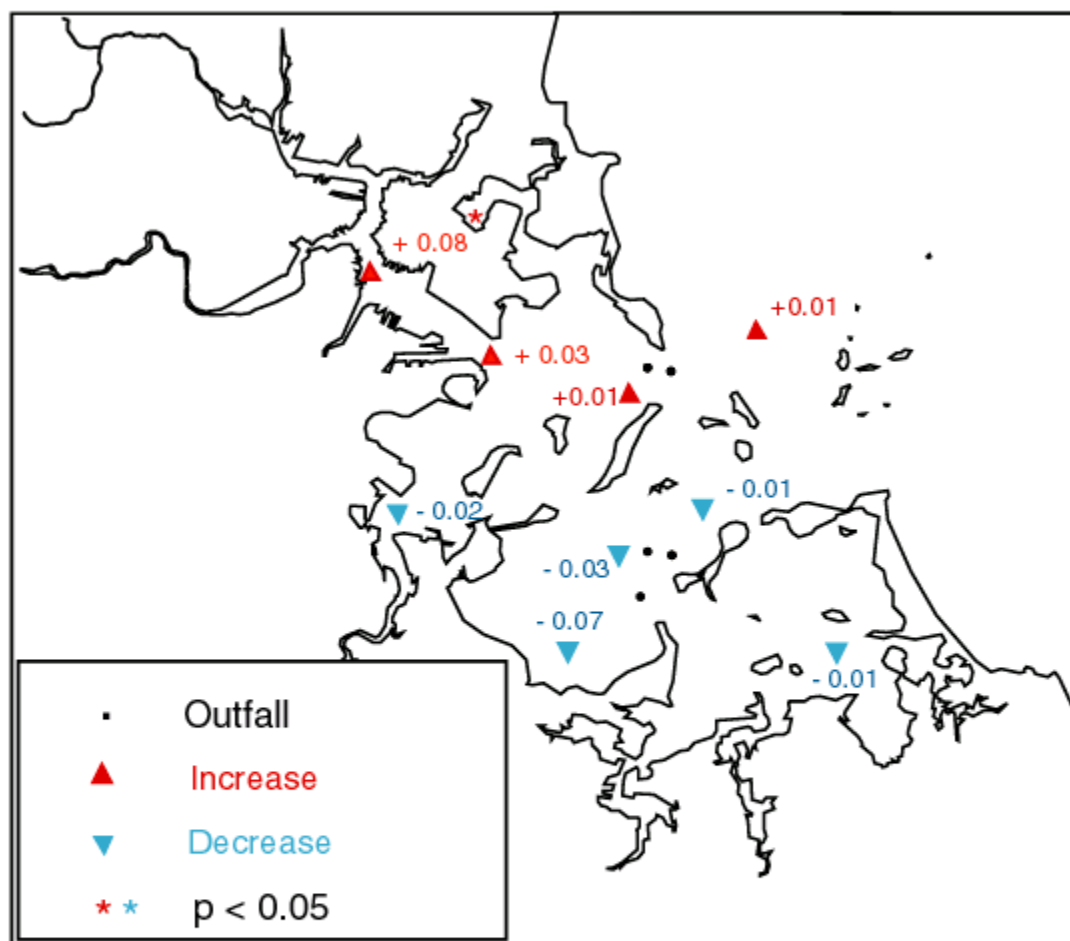 *
+ 0.08
+0.01
+ 0.03
+0.01
- 0.01
- 0.02
- 0.03
- 0.07
- 0.01
Outfall
Increase
Decrease
** p < 0.05